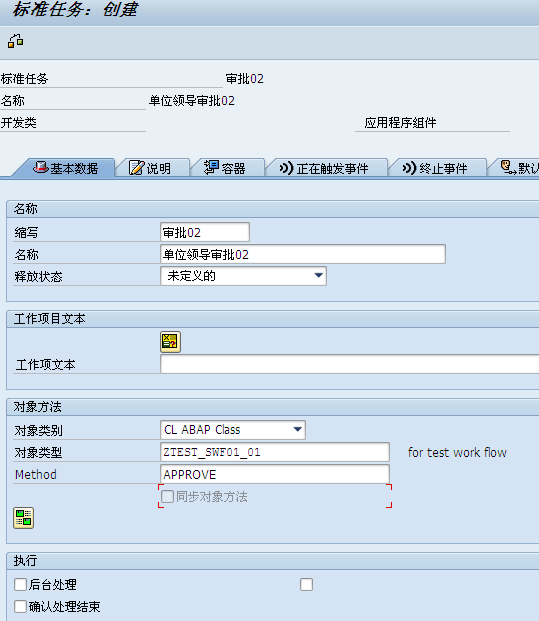 标准任务：创建
标准任务 审批02
名称 单位领导审批02
开发类 应用程序组件
基本数据 说明 容器 正在触发事件 终止事件 默认
名称
缩写 审批02
名称 单位领导审批02
释放状态 未定义的
工作项目文本
工作项文本
对象方法
对象类别 CL ABAP Class
对象类型 ZTEST_SWF01_01 for test work flow
Method APPROVE
同步对象方法
执行
后台处理
确认处理结束